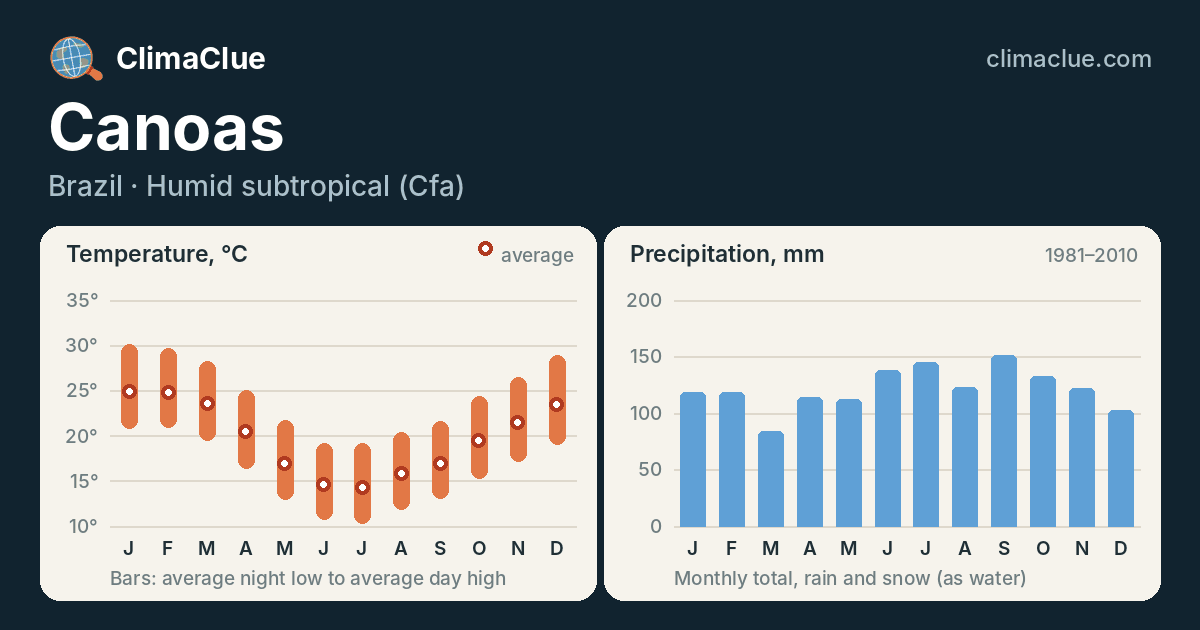 ClimaClue
climaclue.com
Canoas
Brazil · Humid subtropical (Cfa)
Temperature, °C
average
35°
30°
25°
20°
15°
10°
J F M A M J J A S O N D
Bars: average night low to average day high
Precipitation, mm
1981–2010
200
150
100
50
0
J F M A M J J A S O N D
Monthly total, rain and snow (as water)